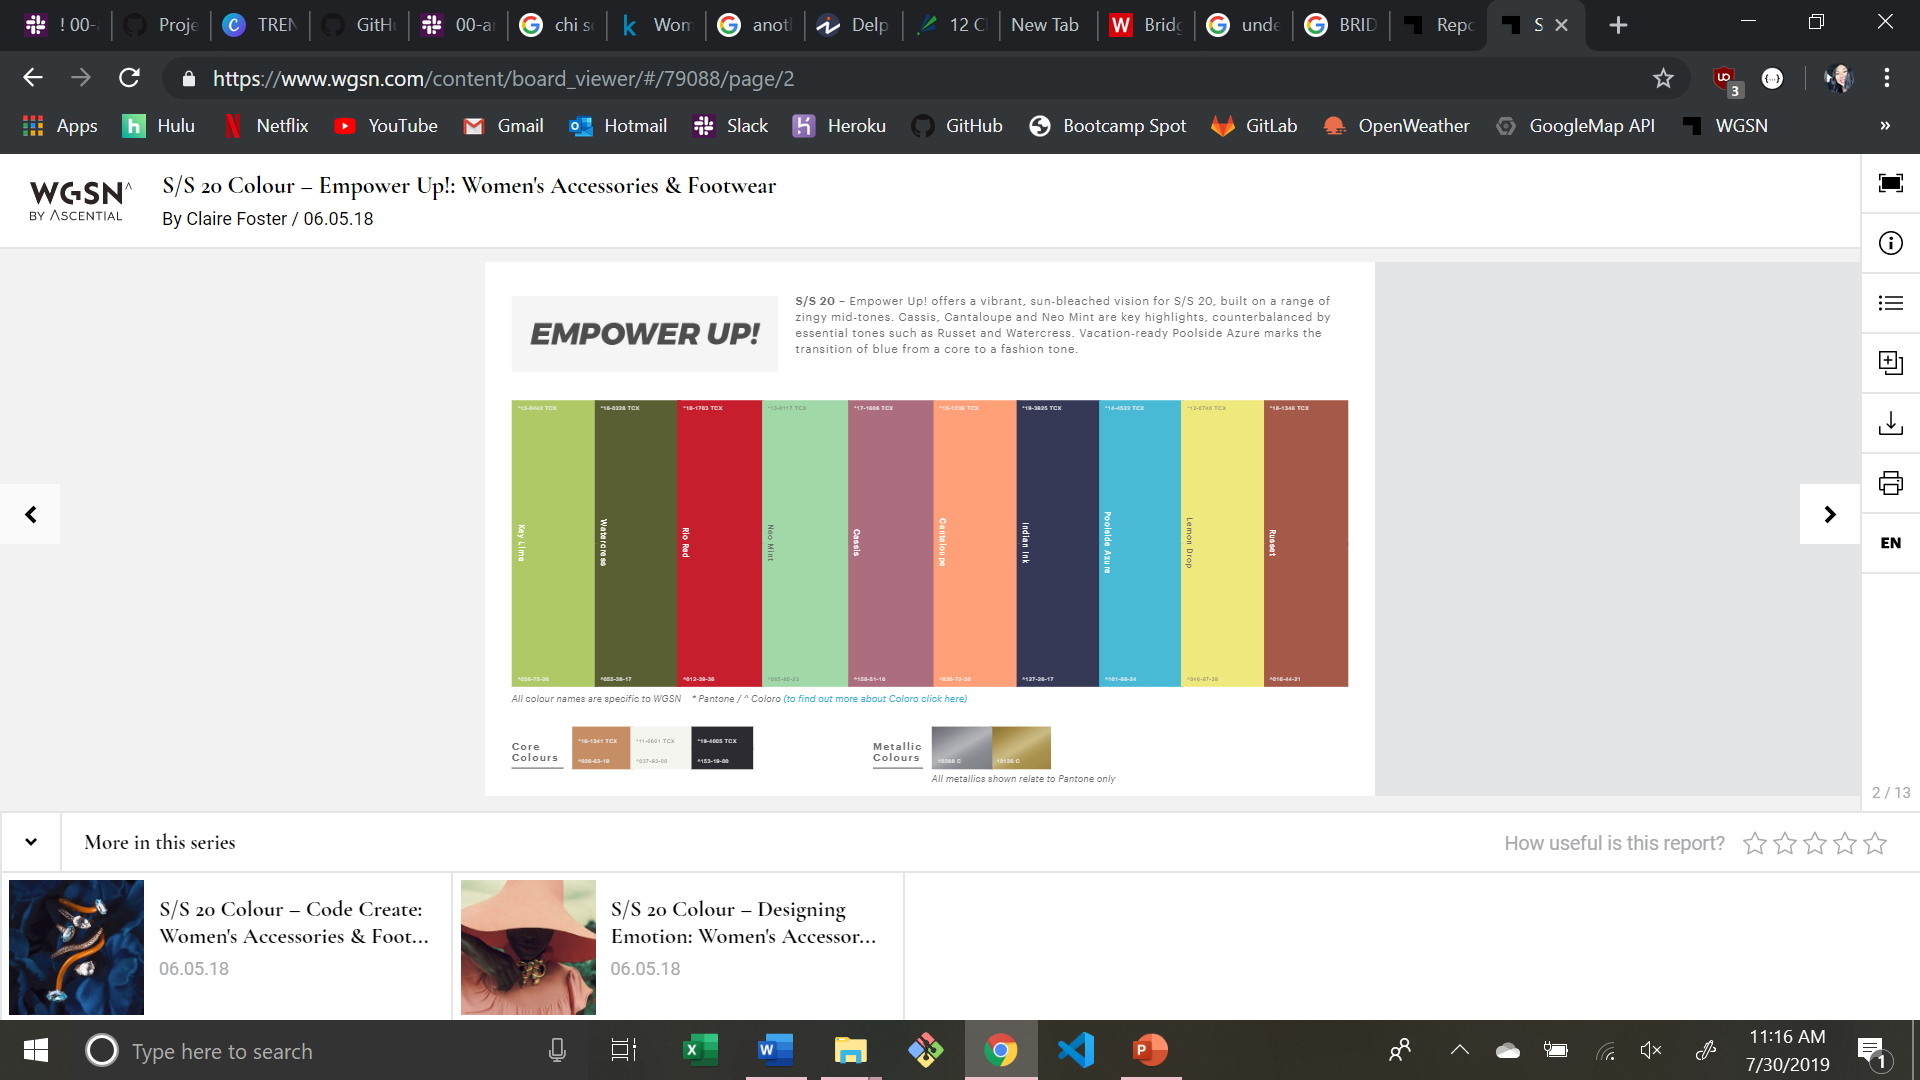 ! 00-
Proje
TREN
GitHu
00-a
chi s
Wom
anot
Delp
12 C
New Tab
Bridg
unde
BRID
Repo
S
https://www.wgsn.com/content/board_viewer/#/79088/page/2
3
Apps
Hulu
Netflix
YouTube
Gmail
Hotmail
Slack
Heroku
GitHub
Bootcamp Spot
GitLab
OpenWeather
GoogleMap API
WGSN
»
WGSN
BY ASCENTIAL
S/S 20 Colour – Empower Up!: Women's Accessories & Footwear
By Claire Foster / 06.05.18
EMPOWER UP!
S/S 20 – Empower Up! offers a vibrant, sun-bleached vision for S/S 20, built on a range of
zingy mid-tones. Cassis, Cantaloupe and Neo Mint are key highlights, counterbalanced by
essential tones such as Russet and Watercress. Vacation-ready Poolside Azure marks the
transition of blue from a core to a fashion tone.
Key Lime
Watercress
Rio Red
Neo Mint
Cassis
Cantaloupe
Indian Ink
Poolside Azure
Lemon Drop
Russet
All colour names are specific to WGSN * Pantone / ^ Coloro (to find out more about Coloro click here)
Core
Colours
Metallic
Colours
All metallics shown relate to Pantone only
EN
2 / 13
More in this series
How useful is this report?
S/S 20 Colour – Code Create:
Women's Accessories & Foot...
06.05.18
S/S 20 Colour – Designing
Emotion: Women's Accessor...
06.05.18
Type here to search
11:16 AM
7/30/2019
1